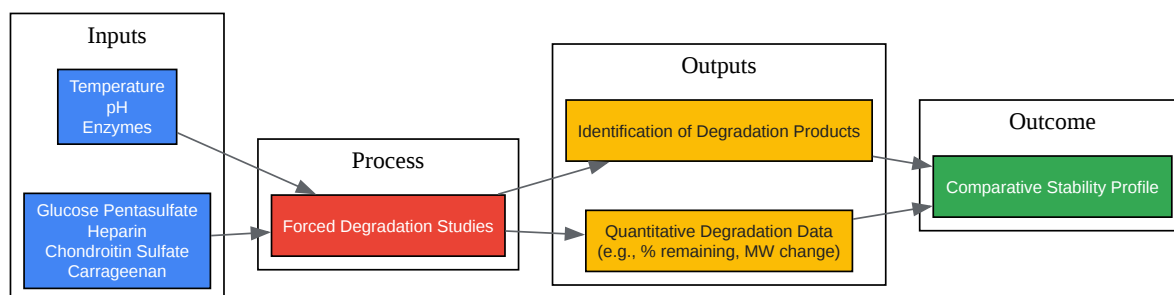 Inputs
Temperature
pH
Enzymes
Glucose Pentasulfate
Heparin
Chondroitin Sulfate
Carrageenan
Process
Forced Degradation Studies
Outputs
Identification of Degradation Products
Quantitative Degradation Data
(e.g., % remaining, MW change)
Outcome
Comparative Stability Profile